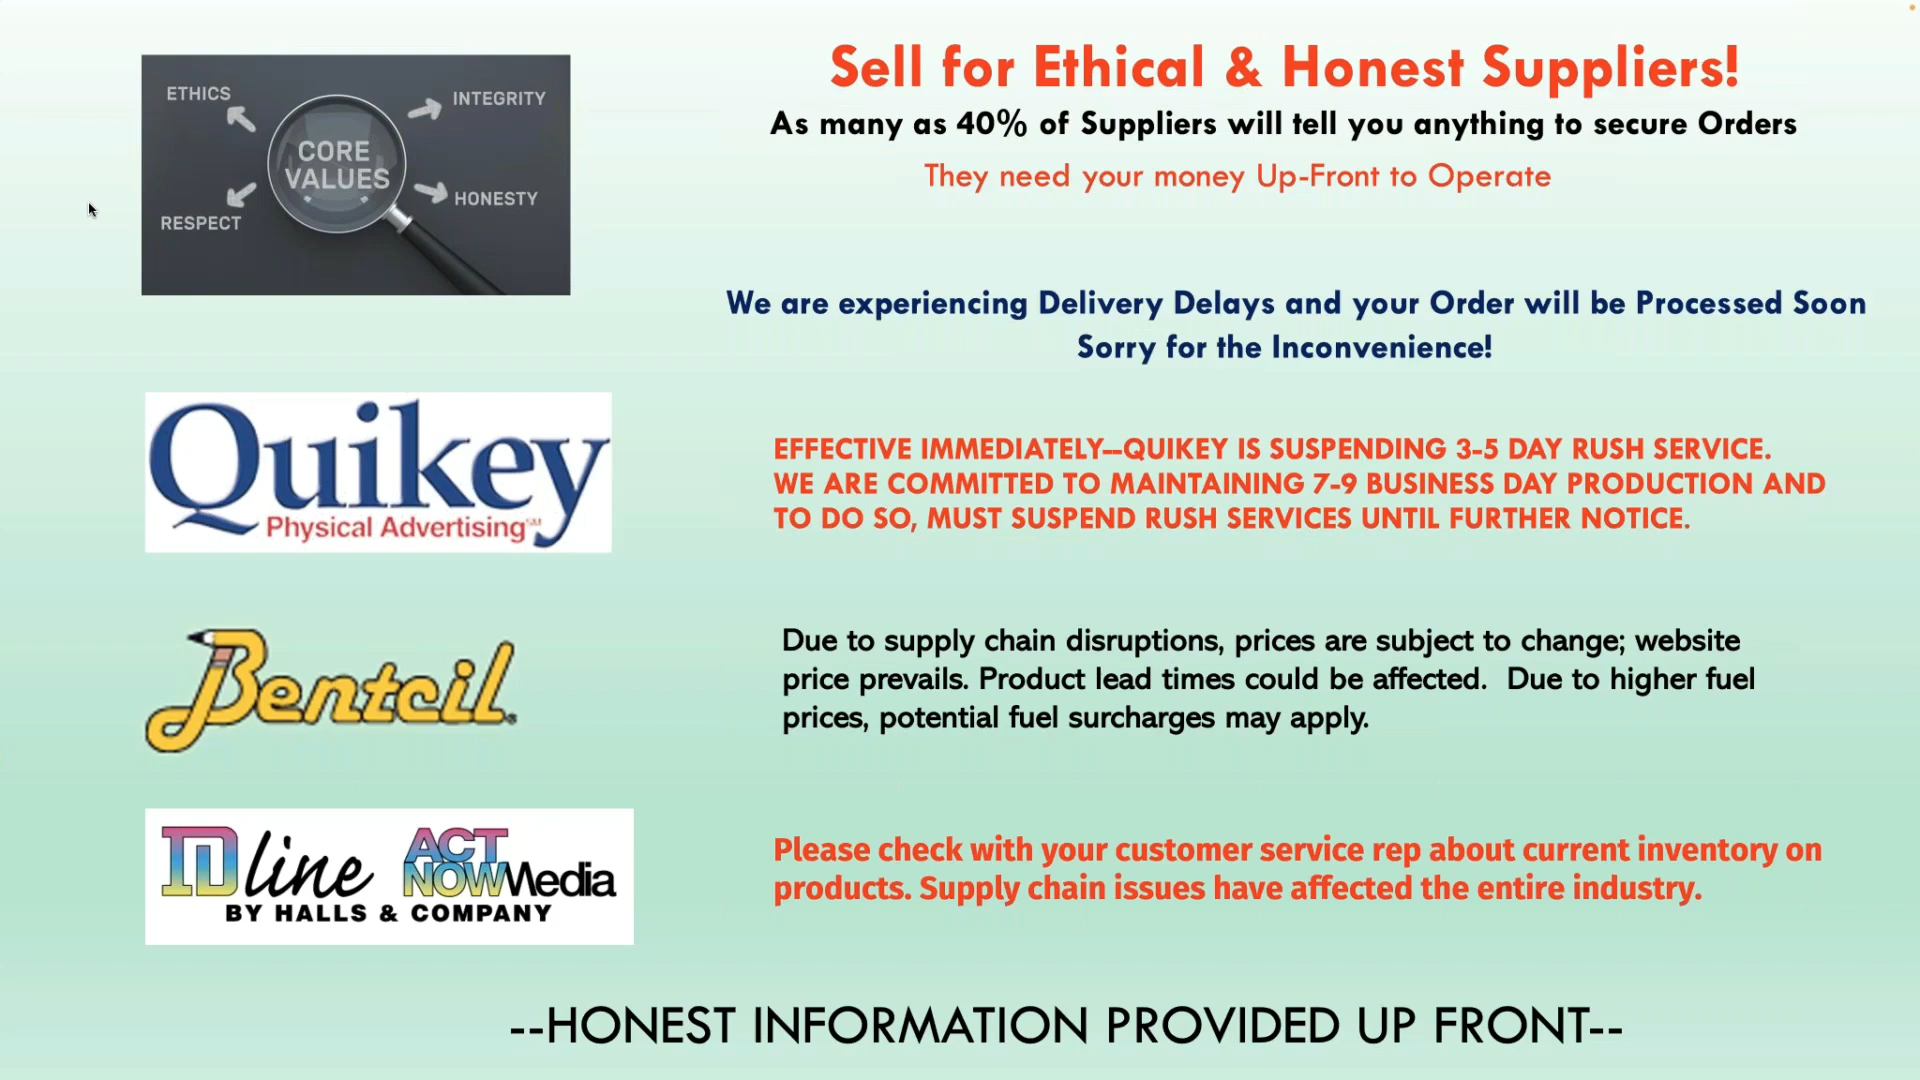 ETHICS
INTEGRITY
CORE
VALUES
RESPECT
HONESTY
Sell for Ethical & Honest Suppliers!
As many as 40% of Suppliers will tell you anything to secure Orders
They need your money Up-Front to Operate
We are experiencing Delivery Delays and your Order will be Processed Soon
Sorry for the Inconvenience!
Quikey
Physical Advertising℠
EFFECTIVE IMMEDIATELY--QUIKEY IS SUSPENDING 3-5 DAY RUSH SERVICE.
WE ARE COMMITTED TO MAINTAINING 7-9 BUSINESS DAY PRODUCTION AND
TO DO SO, MUST SUSPEND RUSH SERVICES UNTIL FURTHER NOTICE.
Bentcil®
Due to supply chain disruptions, prices are subject to change; website
price prevails. Product lead times could be affected.  Due to higher fuel
prices, potential fuel surcharges may apply.
IDline ACT NOW Media
BY HALLS & COMPANY
Please check with your customer service rep about current inventory on
products. Supply chain issues have affected the entire industry.
--HONEST INFORMATION PROVIDED UP FRONT--